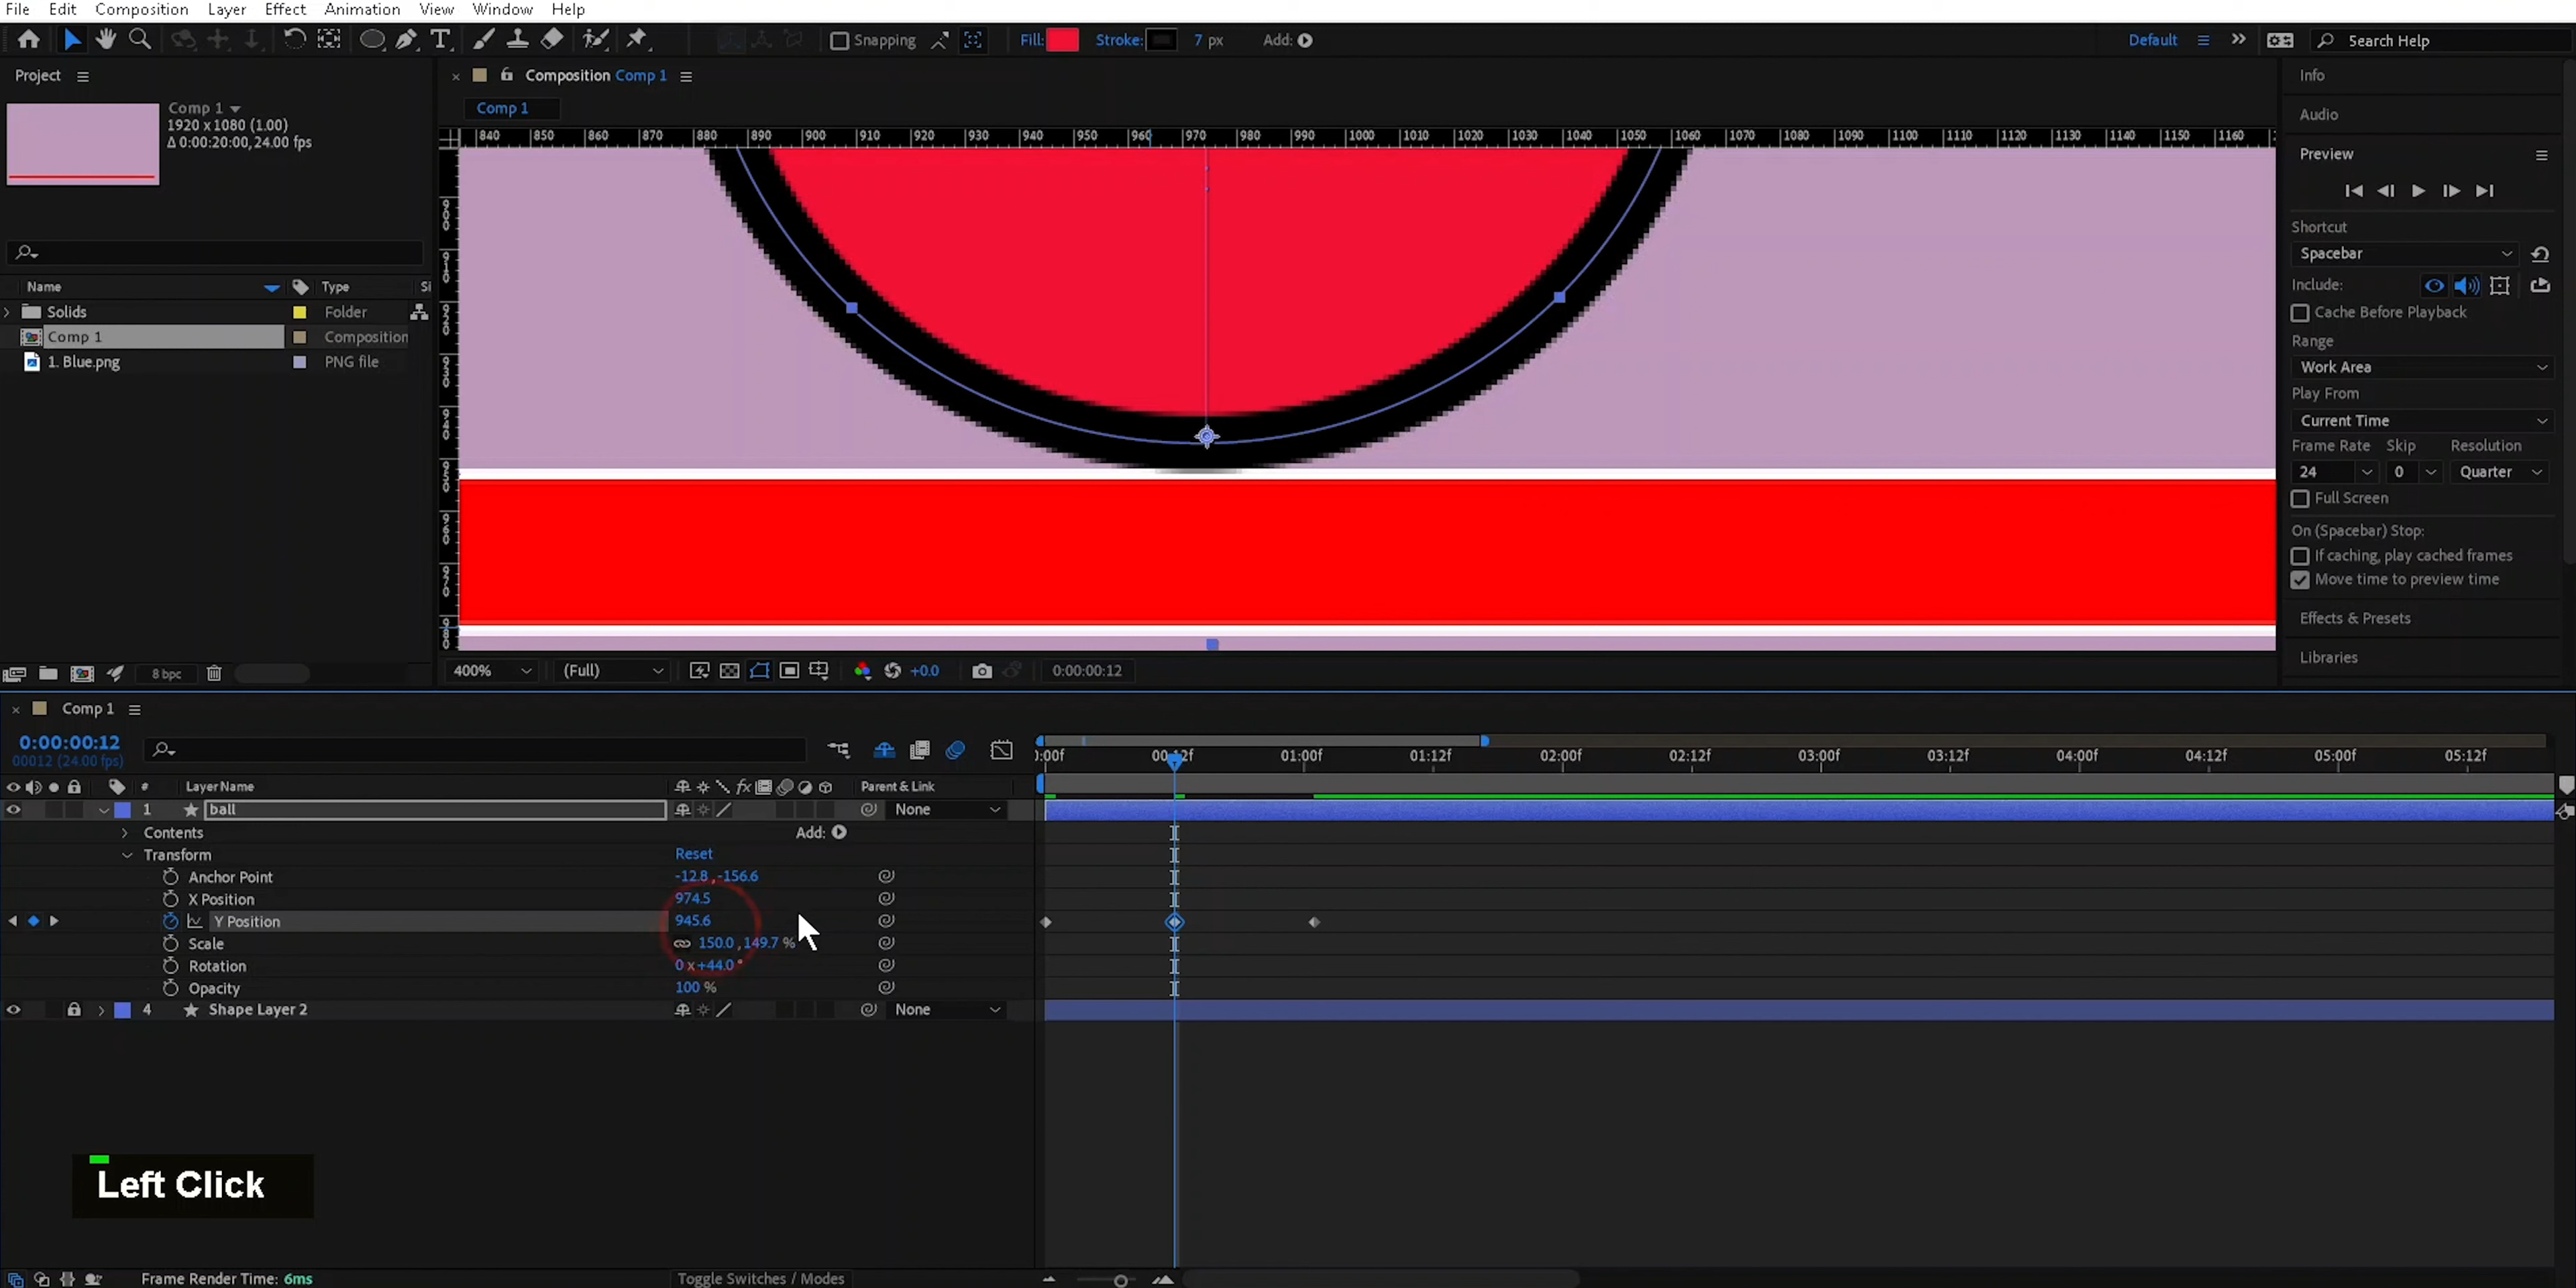 File Edit Composition Layer Effect Animation View Window Help
Snapping Fill: Stroke: 7 px Add: Default Search Help
Project
Comp 1
1920 x 1080 (1.00)
Δ 0:00:20:00, 24.00 fps
Name Type Si
Solids Folder
Comp 1 Composition
1. Blue.png PNG file
8 bpc
Composition Comp 1
Comp 1
840 850 860 870 880 890 900 910 920 930 940 950 960 970 980 990 1000 1010 1020 1030 1040 1050 1060 1070 1080 1090 1100 1110 1120 1130 1140 1150 1160
900
910
920
930
940
950
960
970
980
400% (Full) +0.0 0:00:00:12
Info
Audio
Preview
Shortcut
Spacebar
Include:
Cache Before Playback
Range
Work Area
Play From
Current Time
Frame Rate Skip Resolution
24 0 Quarter
Full Screen
On (Spacebar) Stop:
If caching, play cached frames
Move time to preview time
Effects & Presets
Libraries
Comp 1
0:00:00:12
00012 (24.00 fps)
):00f 00:12f 01:00f 01:12f 02:00f 02:12f 03:00f 03:12f 04:00f 04:12f 05:00f 05:12f
# Layer Name fx Parent & Link
1 ball None
Contents Add:
Transform Reset
Anchor Point -12.8 ,-156.6
X Position 974.5
Y Position 945.6
Scale 150.0 ,149.7 %
Rotation 0 x +44.0 °
Opacity 100 %
4 Shape Layer 2 None
Left Click
Frame Render Time: 6ms Toggle Switches / Modes